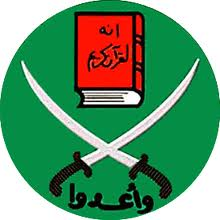 انه
لقرآن كريم
وأعدوا